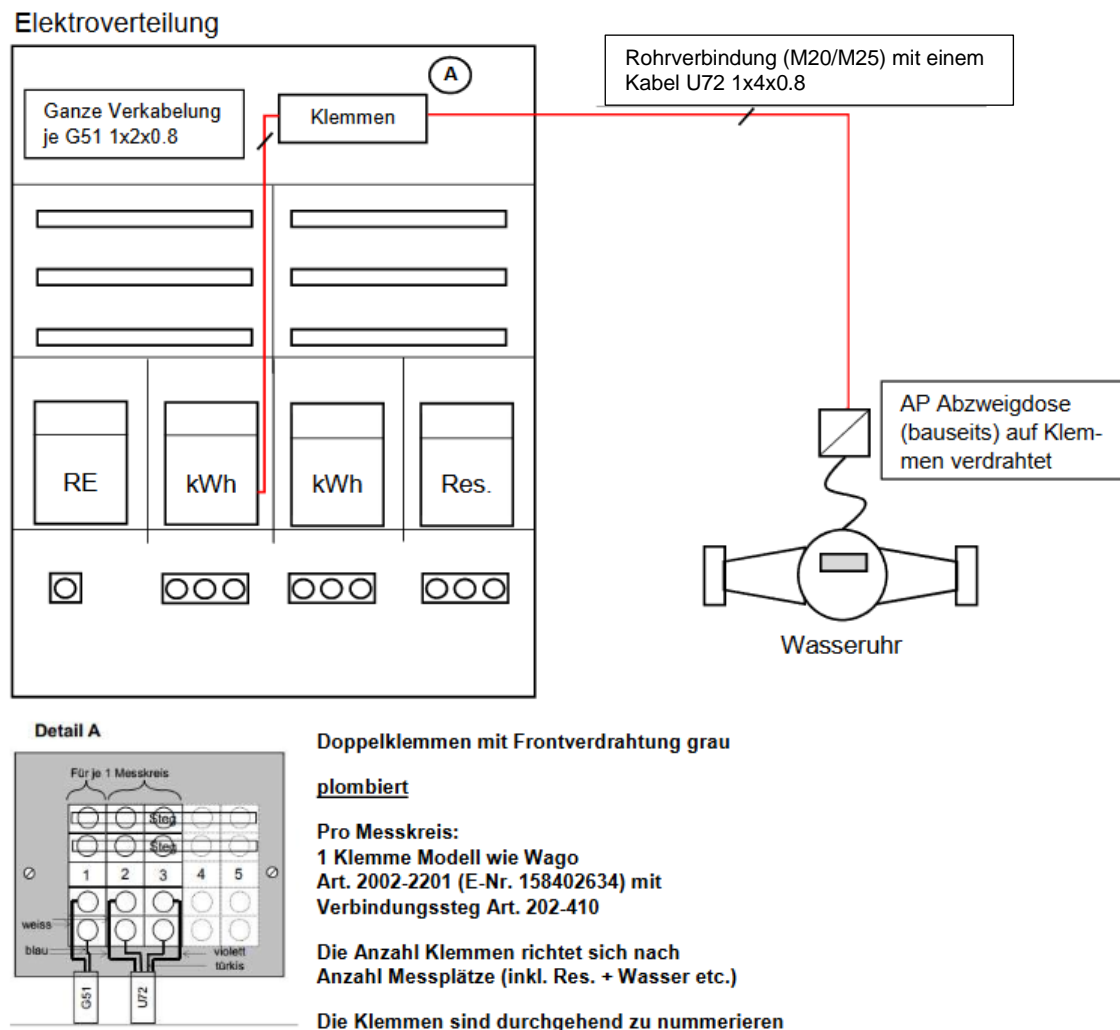 Elektroverteilung
A
Rohrverbindung (M20/M25) mit einem
Kabel U72 1x4x0.8
Ganze Verkabelung
je G51 1x2x0.8
Klemmen
AP Abzweigdose
(bauseits) auf Klem-
men verdrahtet
RE
kWh
kWh
Res.
Wasseruhr
Detail A
Für je 1 Messkreis
Steg
Steg
1 2 3 4 5
weiss
blau
violett
türkis
G51
U72
Doppelklemmen mit Frontverdrahtung grau
plombiert
Pro Messkreis:
1 Klemme Modell wie Wago
Art. 2002-2201 (E-Nr. 158402634) mit
Verbindungssteg Art. 202-410
Die Anzahl Klemmen richtet sich nach
Anzahl Messplätze (inkl. Res. + Wasser etc.)
Die Klemmen sind durchgehend zu nummerieren